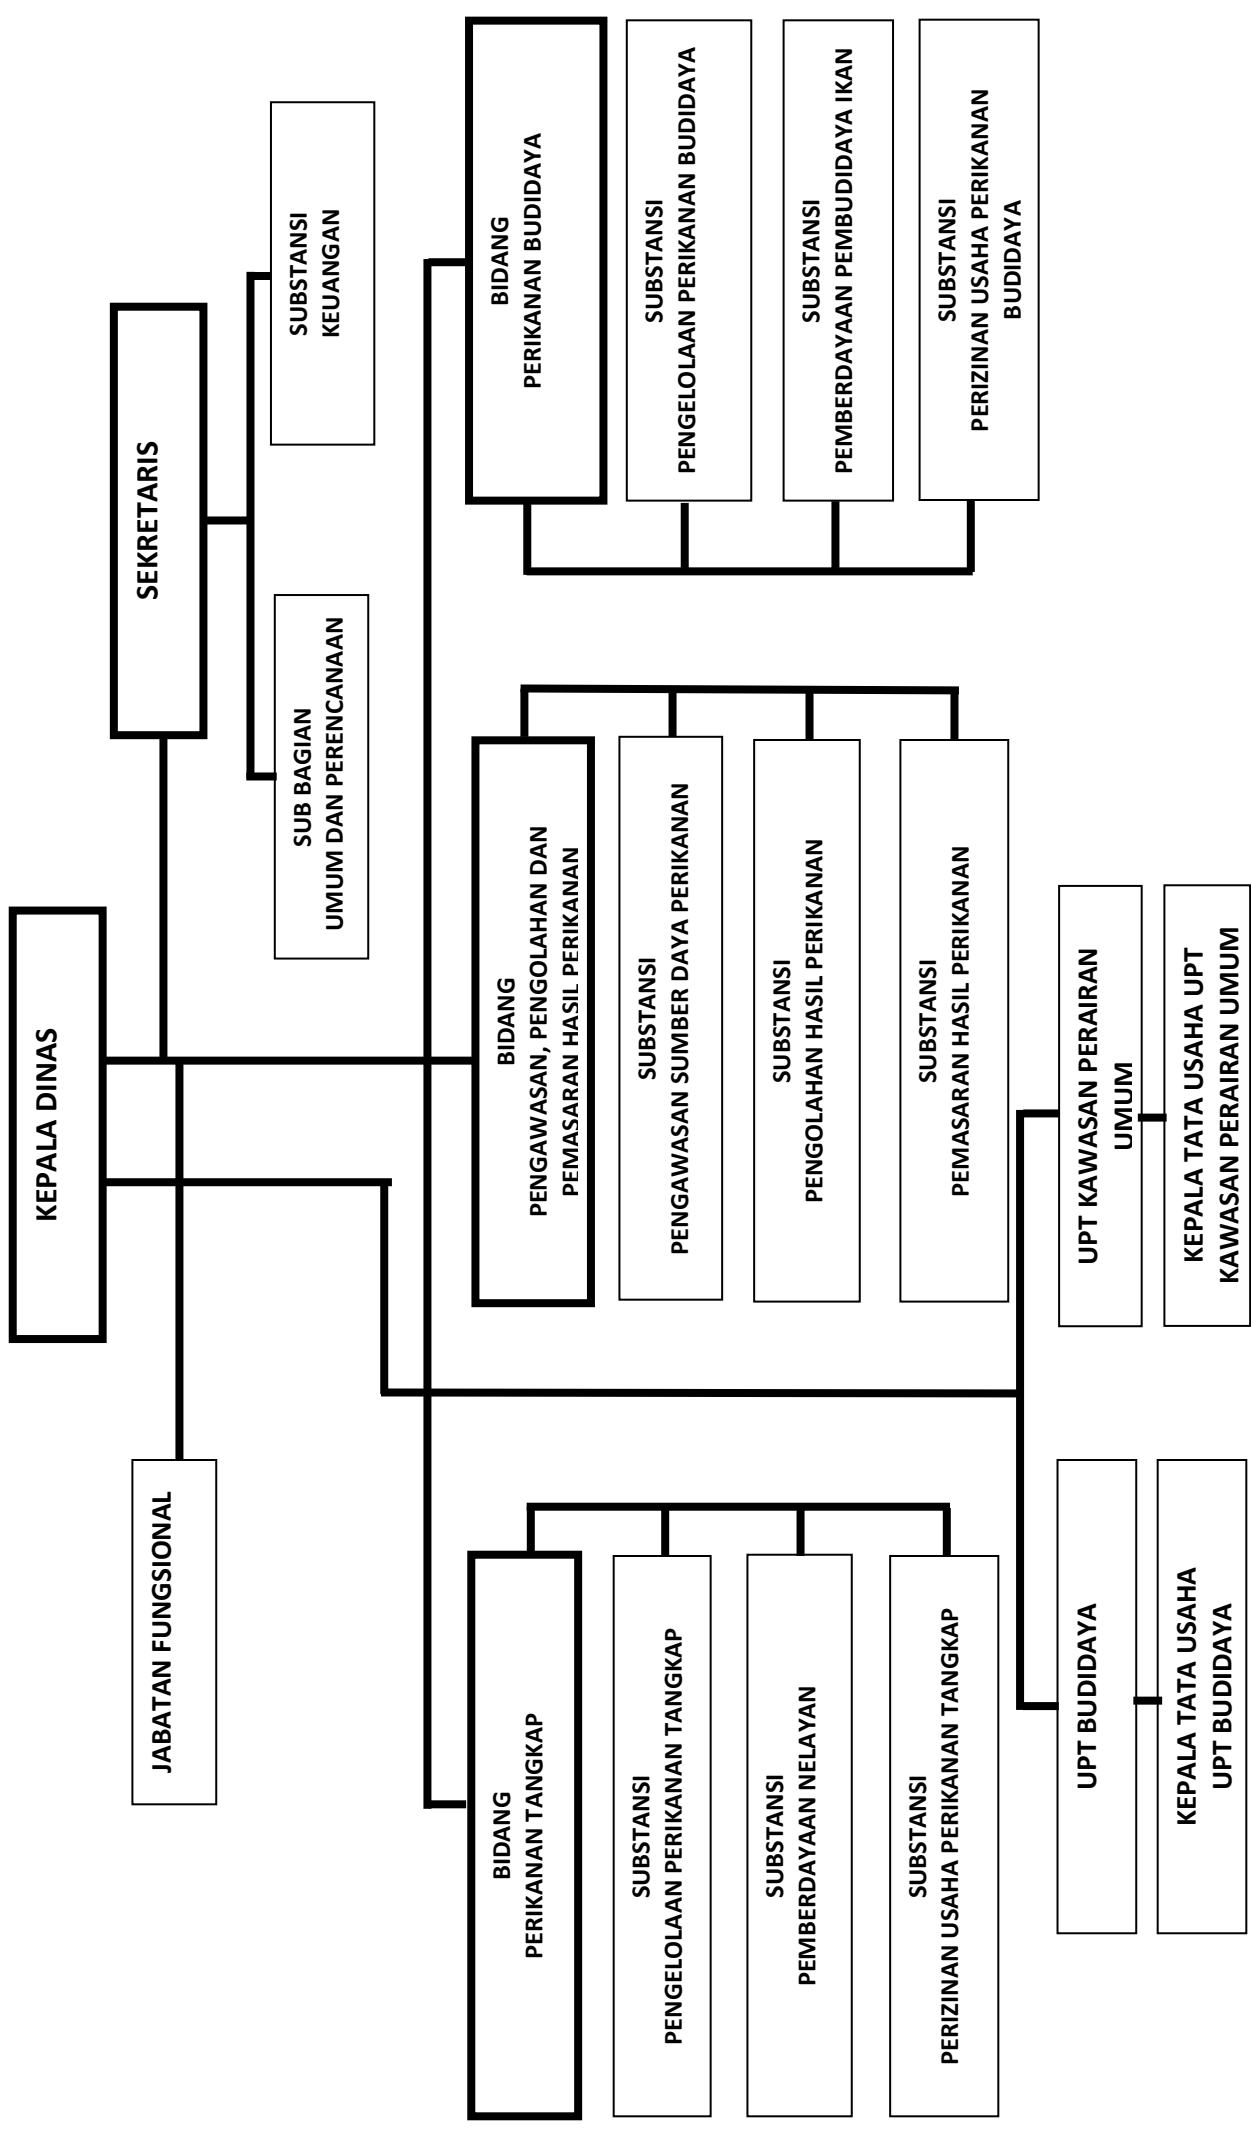 KEPALA DINAS
JABATAN FUNGSIONAL
SEKRETARIS
SUB BAGIAN
UMUM DAN PERENCANAAN
SUBSTANSI
KEUANGAN
BIDANG
PERIKANAN TANGKAP
SUBSTANSI
PENGELOLAAN PERIKANAN TANGKAP
SUBSTANSI
PEMBERDAYAAN NELAYAN
SUBSTANSI
PERIZINAN USAHA PERIKANAN TANGKAP
BIDANG
PENGAWASAN, PENGOLAHAN DAN
PEMASARAN HASIL PERIKANAN
SUBSTANSI
PENGAWASAN SUMBER DAYA PERIKANAN
SUBSTANSI
PENGOLAHAN HASIL PERIKANAN
SUBSTANSI
PEMASARAN HASIL PERIKANAN
BIDANG
PERIKANAN BUDIDAYA
SUBSTANSI
PENGELOLAAN PERIKANAN BUDIDAYA
SUBSTANSI
PEMBERDAYAAN PEMBUDIDAYA IKAN
SUBSTANSI
PERIZINAN USAHA PERIKANAN
BUDIDAYA
UPT BUDIDAYA
KEPALA TATA USAHA
UPT BUDIDAYA
UPT KAWASAN PERAIRAN
UMUM
KEPALA TATA USAHA UPT
KAWASAN PERAIRAN UMUM